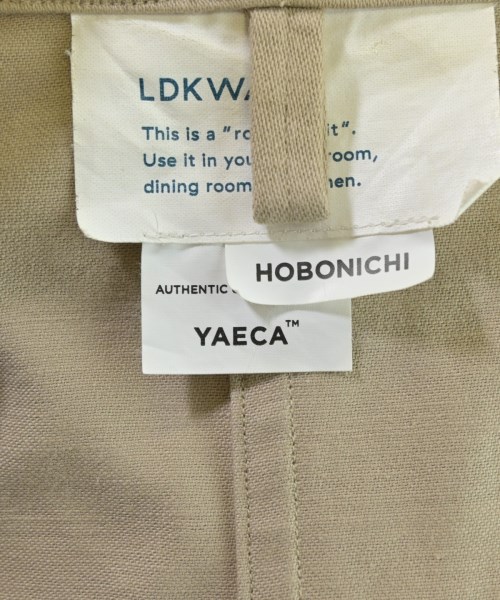 LDKWA
This is a "ro it".
Use it in you room,
dining room hen.
HOBONICHI
AUTHENTIC
YAECA™